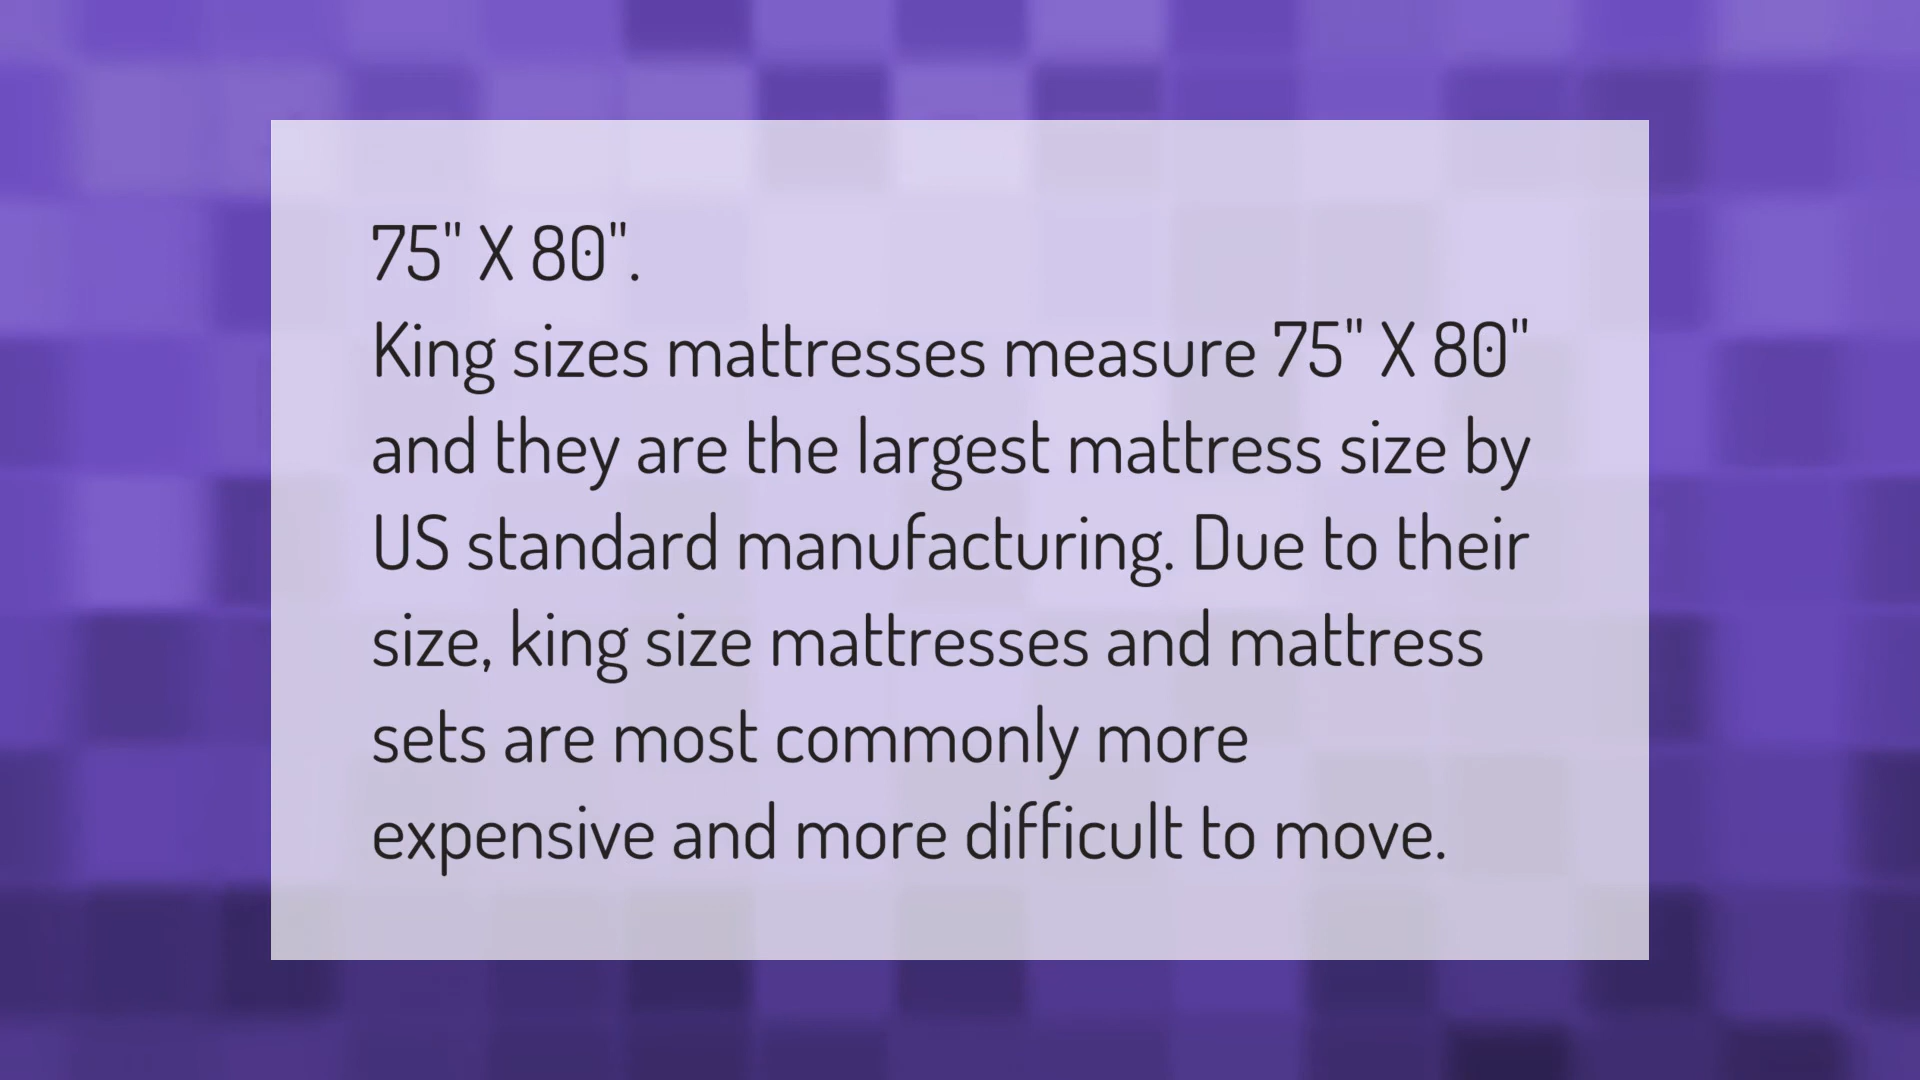 75" X 80".
King sizes mattresses measure 75" X 80"
and they are the largest mattress size by
US standard manufacturing. Due to their
size, king size mattresses and mattress
sets are most commonly more
expensive and more difficult to move.